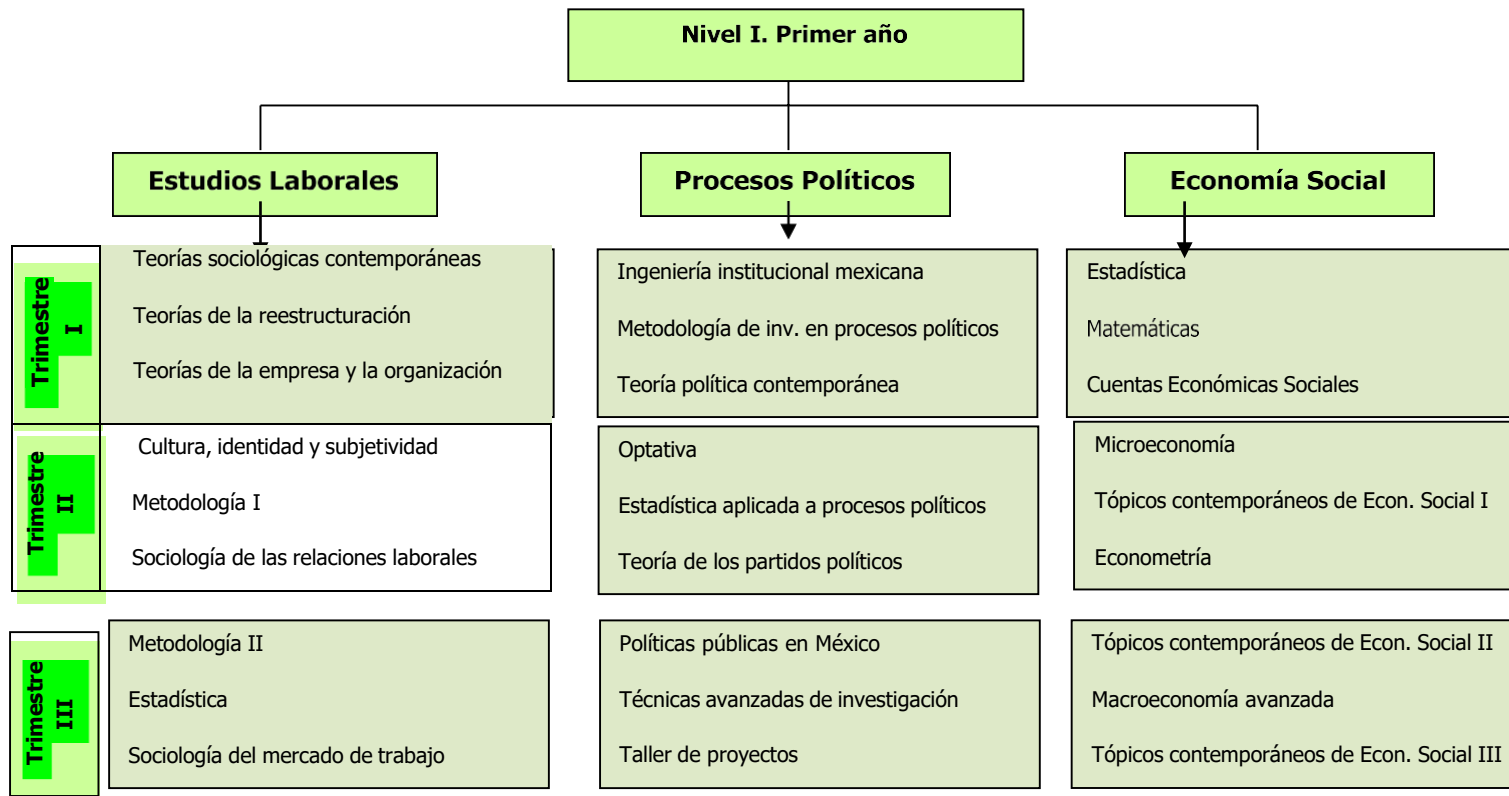 Nivel I. Primer año
Estudios Laborales
Procesos Políticos
Economía Social
Trimestre
I
Teorías sociológicas contemporáneas
Teorías de la reestructuración
Teorías de la empresa y la organización
Ingeniería institucional mexicana
Metodología de inv. en procesos políticos
Teoría política contemporánea
Estadística
Matemáticas
Cuentas Económicas Sociales
Trimestre
II
Cultura, identidad y subjetividad
Metodología I
Sociología de las relaciones laborales
Optativa
Estadística aplicada a procesos políticos
Teoría de los partidos políticos
Microeconomía
Tópicos contemporáneos de Econ. Social I
Econometría
Trimestre
III
Metodología II
Estadística
Sociología del mercado de trabajo
Políticas públicas en México
Técnicas avanzadas de investigación
Taller de proyectos
Tópicos contemporáneos de Econ. Social II
Macroeconomía avanzada
Tópicos contemporáneos de Econ. Social III